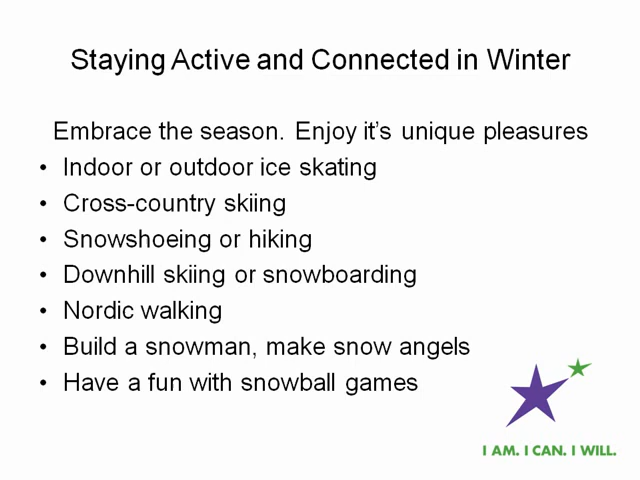 Staying Active and Connected in Winter
Embrace the season. Enjoy it's unique pleasures
• Indoor or outdoor ice skating
• Cross-country skiing
• Snowshoeing or hiking
• Downhill skiing or snowboarding
• Nordic walking
• Build a snowman, make snow angels
• Have a fun with snowball games
I AM. I CAN. I WILL.